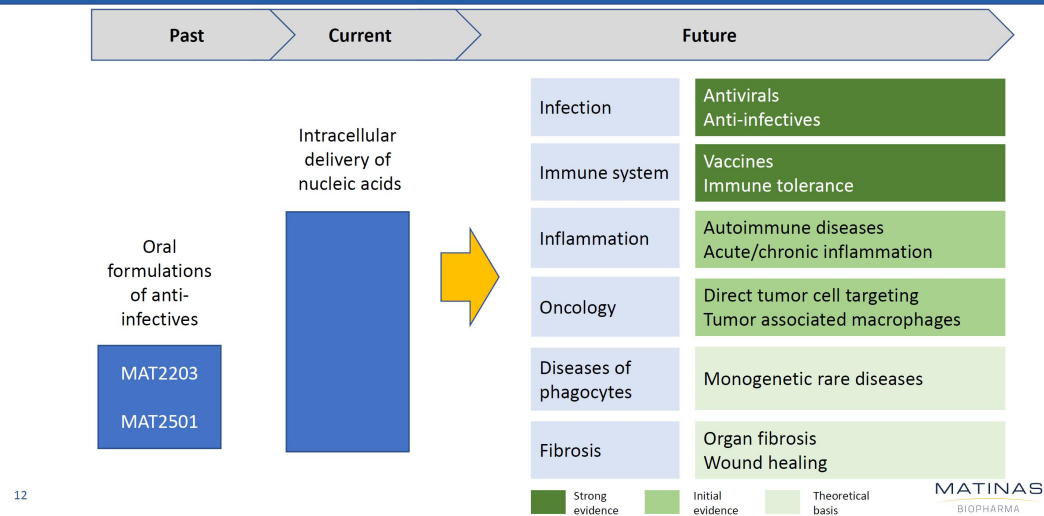 Past
Current
Future
Oral
formulations
of anti-
infectives
MAT2203
MAT2501
Intracellular
delivery of
nucleic acids
Infection
Antivirals
Anti-infectives
Immune system
Vaccines
Immune tolerance
Inflammation
Autoimmune diseases
Acute/chronic inflammation
Oncology
Direct tumor cell targeting
Tumor associated macrophages
Diseases of
phagocytes
Monogenetic rare diseases
Fibrosis
Organ fibrosis
Wound healing
Strong
evidence
Initial
evidence
Theoretical
basis
12
MATINAS
BIOPHARMA